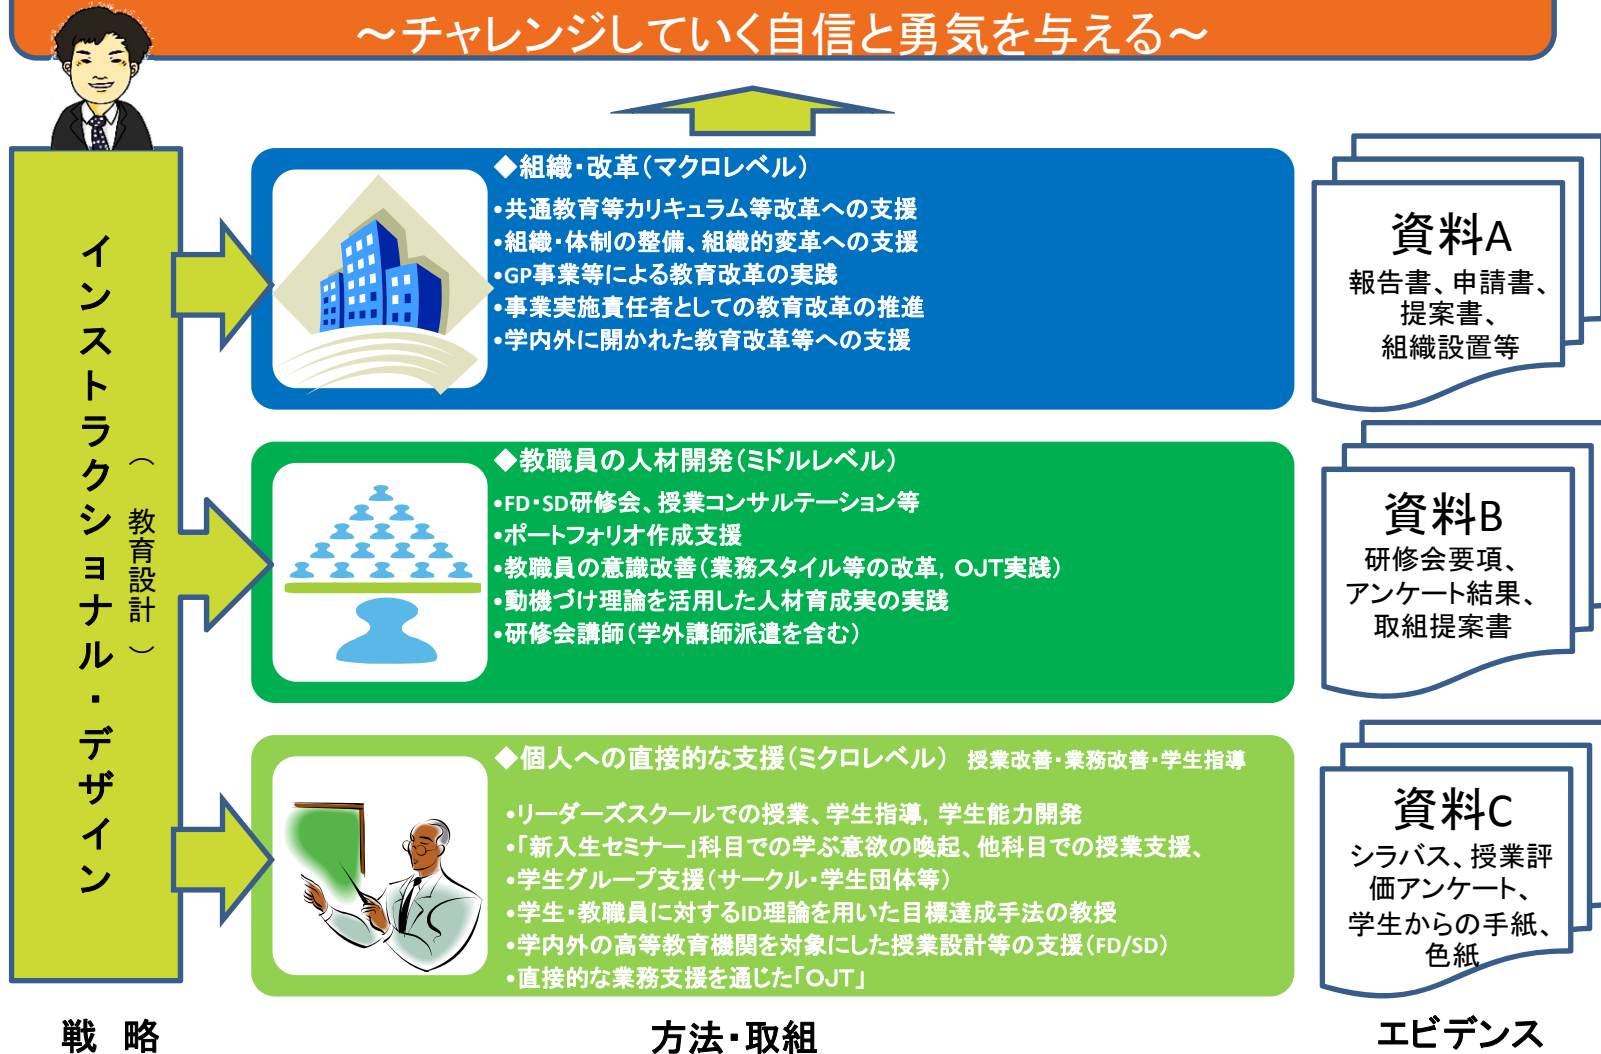 ～チャレンジしていく自信と勇気を与える～
インストラクショナル・デザイン
（教育設計）
◆組織・改革（マクロレベル）
•共通教育等カリキュラム等改革への支援
•組織・体制の整備、組織的変革への支援
•GP事業等による教育改革の実践
•事業実施責任者としての教育改革の推進
•学内外に開かれた教育改革等への支援
資料A
報告書、申請書、
提案書、
組織設置等
◆教職員の人材開発（ミドルレベル）
•FD・SD研修会、授業コンサルテーション等
•ポートフォリオ作成支援
•教職員の意識改善（業務スタイル等の改革，ＯＪＴ実践）
•動機づけ理論を活用した人材育成実の実践
•研修会講師（学外講師派遣を含む）
資料B
研修会要項、
アンケート結果、
取組提案書
◆個人への直接的な支援（ミクロレベル） 授業改善・業務改善・学生指導
•リーダーズスクールでの授業、学生指導，学生能力開発
•「新入生セミナー」科目での学ぶ意欲の喚起、他科目での授業支援、
•学生グループ支援（サークル・学生団体等）
•学生・教職員に対するID理論を用いた目標達成手法の教授
•学内外の高等教育機関を対象にした授業設計等の支援（FD/SD）
•直接的な業務支援を通じた「ＯＪＴ」
資料C
シラバス、授業評
価アンケート、
学生からの手紙、
色紙
戦　略
方法・取組
エビデンス